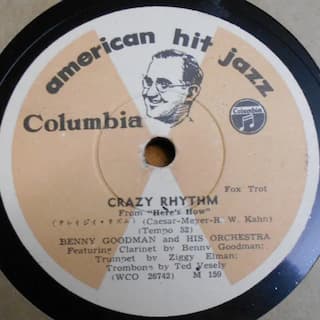 american hit jazz
Columbia
Columbia
Fox Trot
CRAZY RHYTHM
From "Here's How"
(クレイジイ・リズム) (Caesar-Meyer-R. W. Kahn)
(Tempo 52)
BENNY GOODMAN and HIS ORCHESTRA
Featuring Clarinet by Benny Goodman;
Trumpet by Ziggy Elman;
Trombone by Ted Vesely
(WCO 26742) M 159